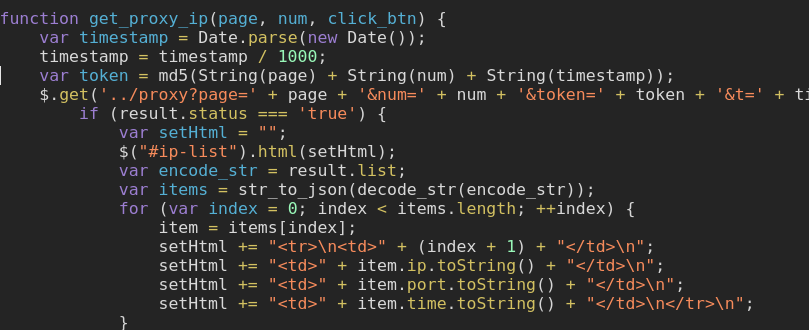 function get_proxy_ip(page, num, click_btn) {
var timestamp = Date.parse(new Date());
timestamp = timestamp / 1000;
var token = md5(String(page) + String(num) + String(timestamp));
$.get('../proxy?page=' + page + '&num=' + num + '&token=' + token + '&t=' + ti
if (result.status === 'true') {
var setHtml = "";
$("#ip-list").html(setHtml);
var encode_str = result.list;
var items = str_to_json(decode_str(encode_str));
for (var index = 0; index < items.length; ++index) {
item = items[index];
setHtml += "<tr>\n<td>" + (index + 1) + "</td>\n";
setHtml += "<td>" + item.ip.toString() + "</td>\n";
setHtml += "<td>" + item.port.toString() + "</td>\n";
setHtml += "<td>" + item.time.toString() + "</td>\n</tr>\n";
}